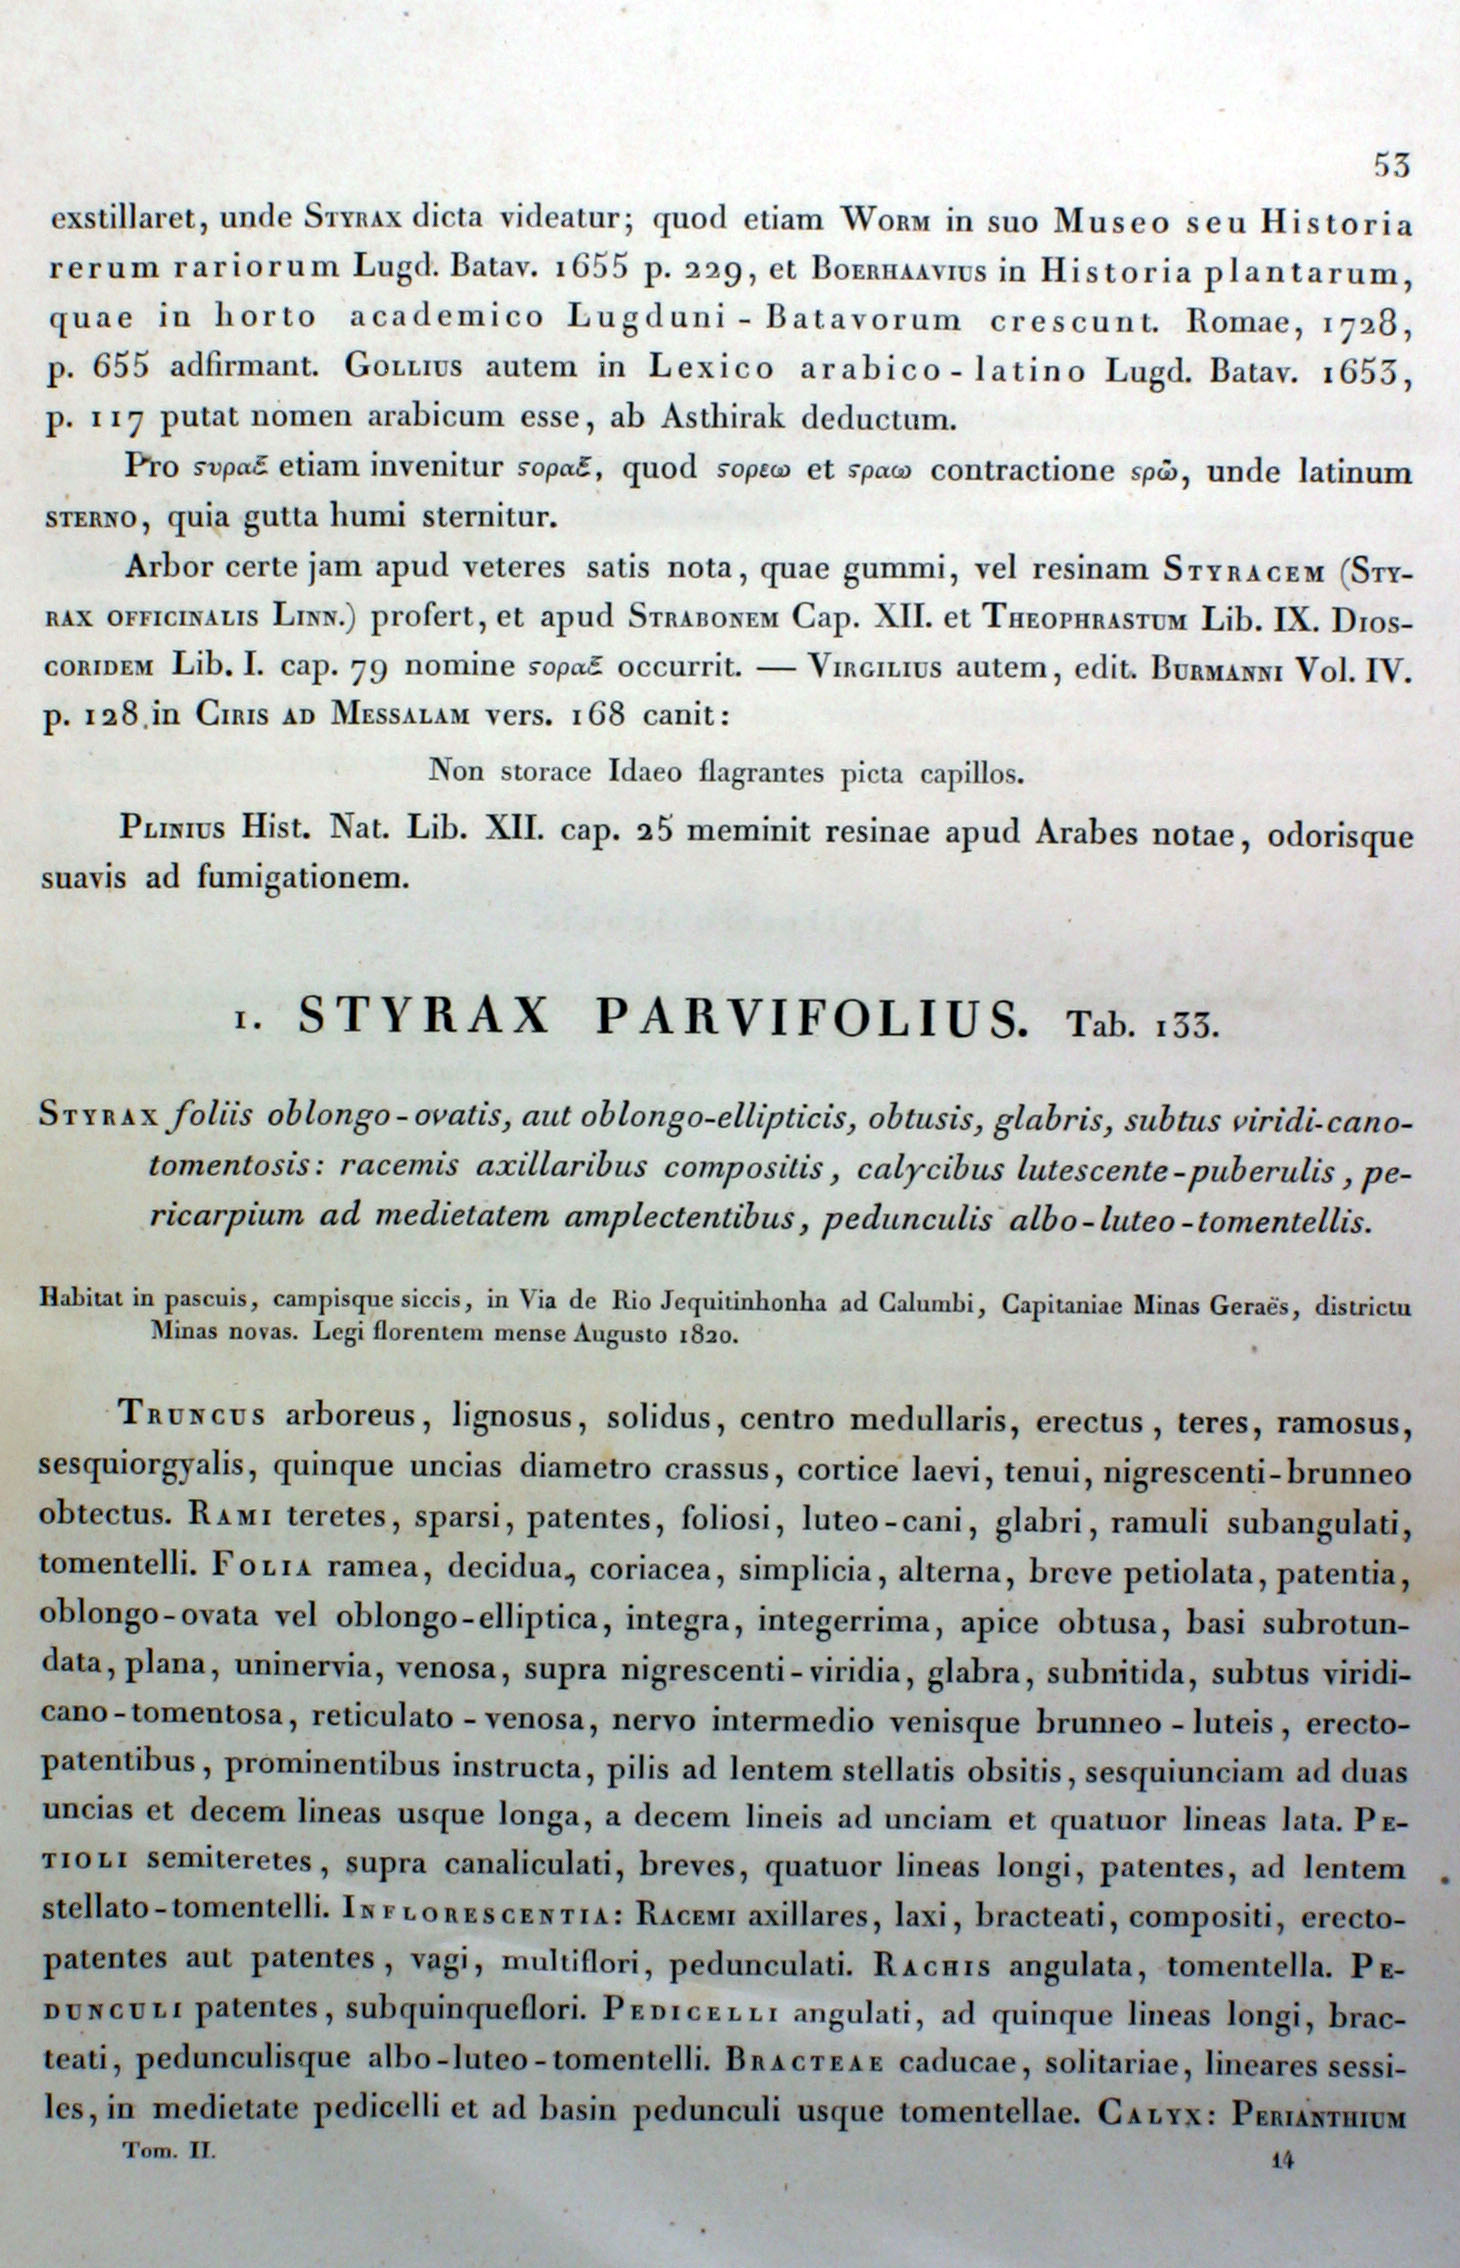 53
exstillaret, unde STYRAX dicta videatur; quod etiam WORM in suo Museo seu Historia
rerum rariorum Lugd. Batav. 1655 p. 229, et BOERHAAVIUS in Historia plantarum,
quae in horto academico Lugduni - Batavorum crescunt. Romae, 1728,
p. 655 adfirmant. GOLLIUS autem in Lexico arabico - latino Lugd. Batav. 1653,
p. 117 putat nomen arabicum esse, ab Asthirak deductum.
Pro ϛυραξ etiam invenitur ϛοραξ, quod ϛορεω et ϛραω contractione ϛρῶ, unde latinum
STERNO, quia gutta humi sternitur.
Arbor certe jam apud veteres satis nota, quae gummi, vel resinam STYRACEM (STY-
RAX OFFICINALIS LINN.) profert, et apud STRABONEM Cap. XII. et THEOPHRASTUM Lib. IX. DIOS-
CORIDEM Lib. I. cap. 79 nomine ϛοραξ occurrit. — VIRGILIUS autem, edit. BURMANNI Vol. IV.
p. 128 in CIRIS AD MESSALAM vers. 168 canit:
Non storace Idaeo flagrantes picta capillos.
PLINIUS Hist. Nat. Lib. XII. cap. 25 meminit resinae apud Arabes notae, odorisque
suavis ad fumigationem.
1. STYRAX PARVIFOLIUS. Tab. 133.
STYRAX foliis oblongo-ovatis, aut oblongo-ellipticis, obtusis, glabris, subtus viridi-cano-
tomentosis: racemis axillaribus compositis, calycibus lutescente-puberulis, pe-
ricarpium ad medietatem amplectentibus, pedunculis albo-luteo-tomentellis.
Habitat in pascuis, campisque siccis, in Via de Rio Jequitinhonha ad Calumbi, Capitaniae Minas Geraës, districtu
Minas novas. Legi florentem mense Augusto 1820.
TRUNCUS arboreus, lignosus, solidus, centro medullaris, erectus, teres, ramosus,
sesquiorgyalis, quinque uncias diametro crassus, cortice laevi, tenui, nigrescenti-brunneo
obtectus. RAMI teretes, sparsi, patentes, foliosi, luteo-cani, glabri, ramuli subangulati,
tomentelli. FOLIA ramea, decidua, coriacea, simplicia, alterna, breve petiolata, patentia,
oblongo-ovata vel oblongo-elliptica, integra, integerrima, apice obtusa, basi subrotun-
data, plana, uninervia, venosa, supra nigrescenti-viridia, glabra, subnitida, subtus viridi-
cano-tomentosa, reticulato-venosa, nervo intermedio venisque brunneo-luteis, erecto-
patentibus, prominentibus instructa, pilis ad lentem stellatis obsitis, sesquiunciam ad duas
uncias et decem lineas usque longa, a decem lineis ad unciam et quatuor lineas lata. PE-
TIOLI semiteretes, supra canaliculati, breves, quatuor lineas longi, patentes, ad lentem
stellato-tomentelli. INFLORESCENTIA: RACEMI axillares, laxi, bracteati, compositi, erecto-
patentes aut patentes, vagi, multiflori, pedunculati. RACHIS angulata, tomentella. PE-
DUNCULI patentes, subquinqueflori. PEDICELLI angulati, ad quinque lineas longi, brac-
teati, pedunculisque albo-luteo-tomentelli. BRACTEAE caducae, solitariae, lineares sessi-
les, in medietate pedicelli et ad basin pedunculi usque tomentellae. CALYX: PERIANTHIUM
Tom. II.
14